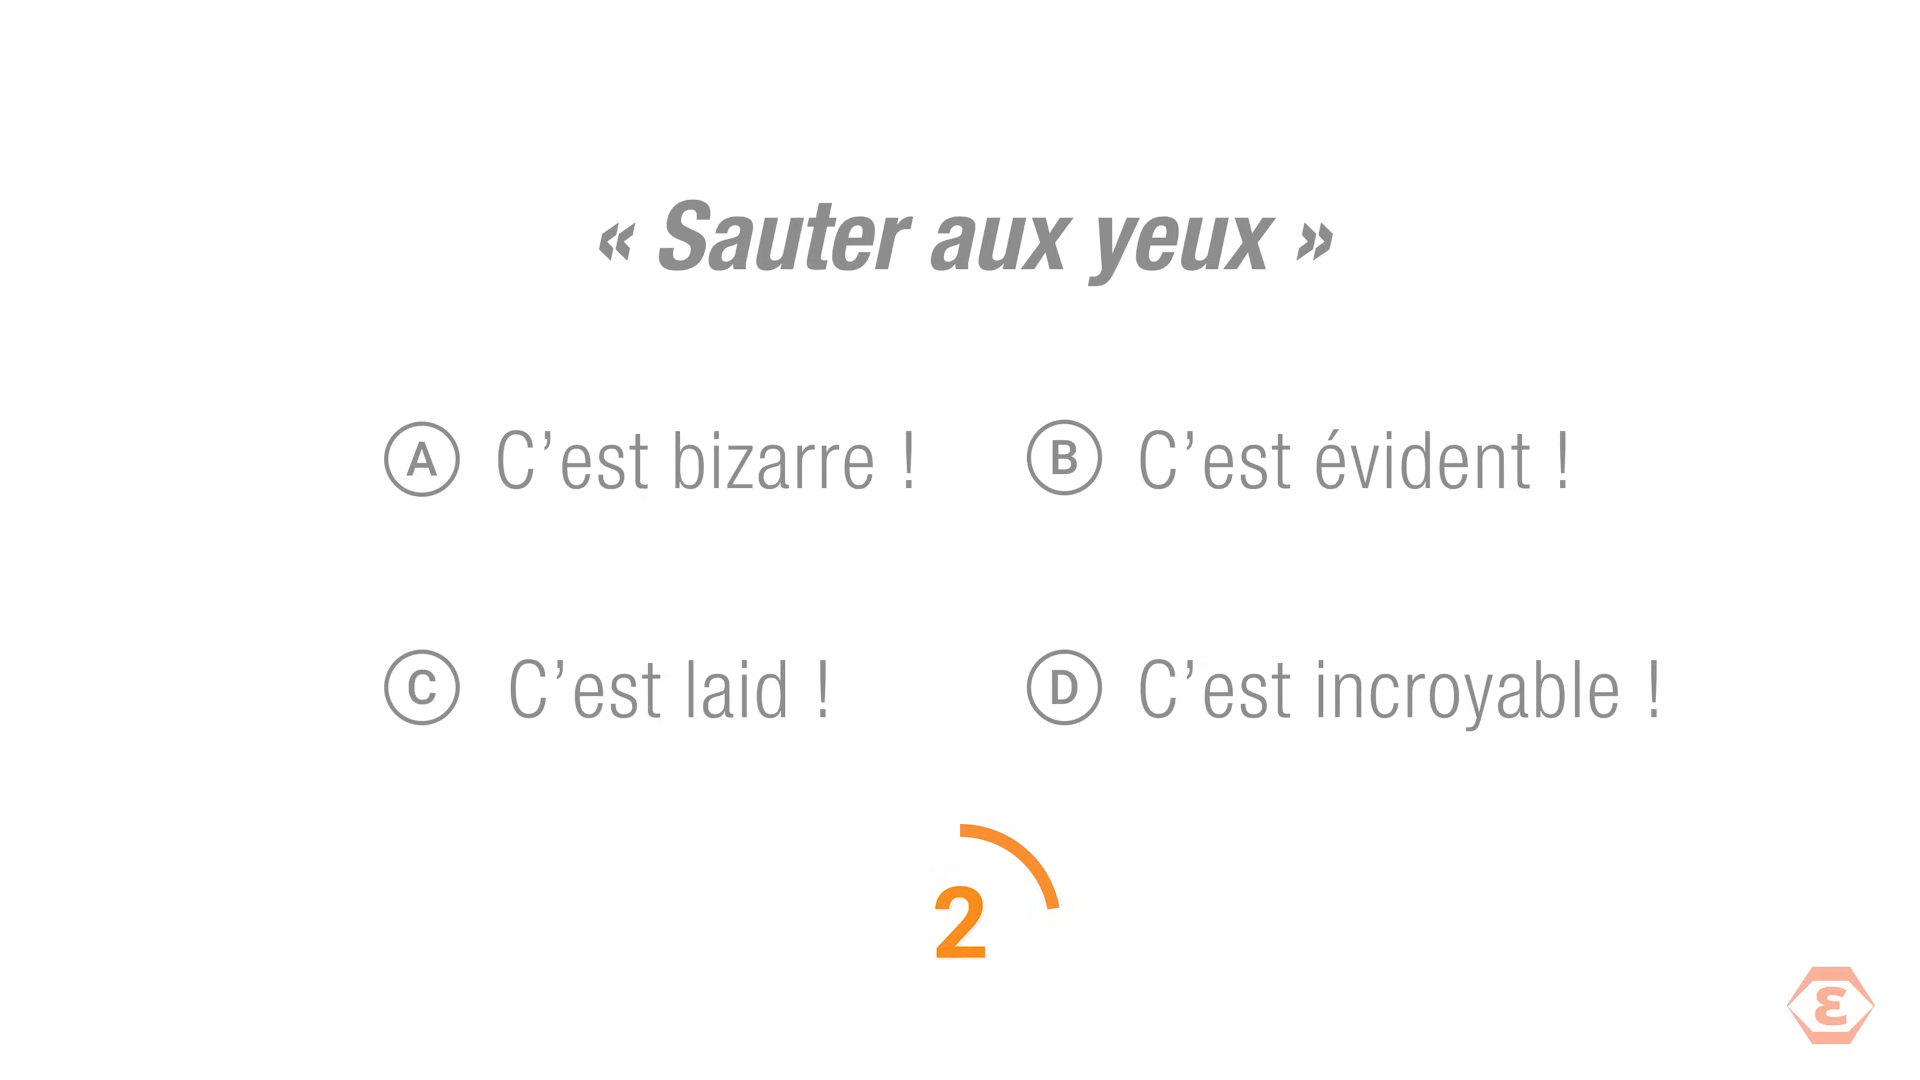 « Sauter aux yeux »
A C’est bizarre !
B C’est évident !
C C’est laid !
D C’est incroyable !
2